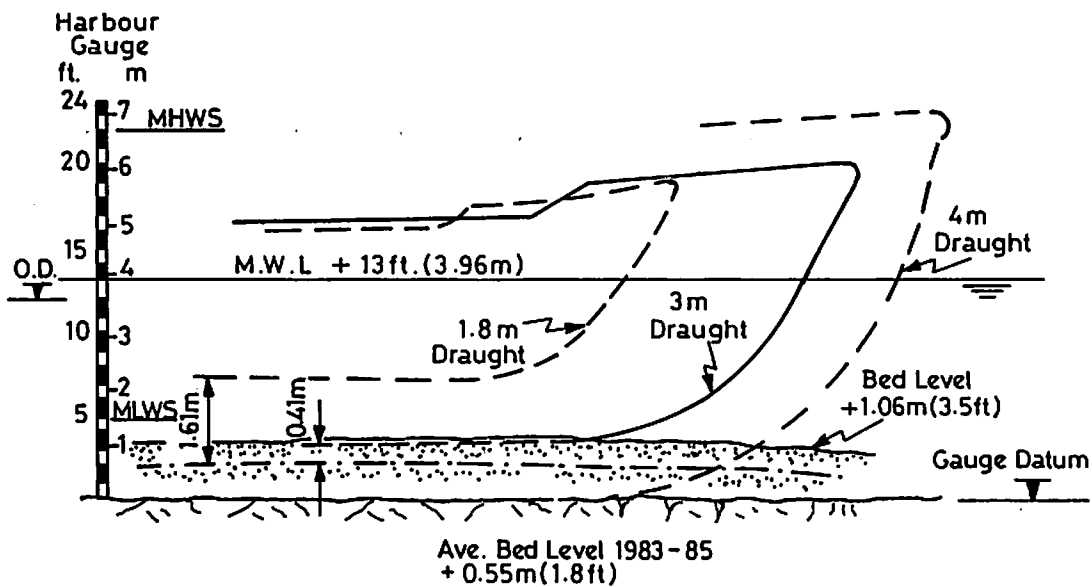 Harbour
Gauge
ft. m
24
7
MHWS
20
6
5
15
4
O.D.
M.W.L + 13 ft. (3.96m)
4m
Draught
10
3
1.8m
Draught
3m
Draught
2
5
MLWS
1
1.61m
0.41m
Bed Level
+1.06m (3.5ft)
Gauge Datum
Ave. Bed Level 1983-85
+ 0.55m (1.8ft)